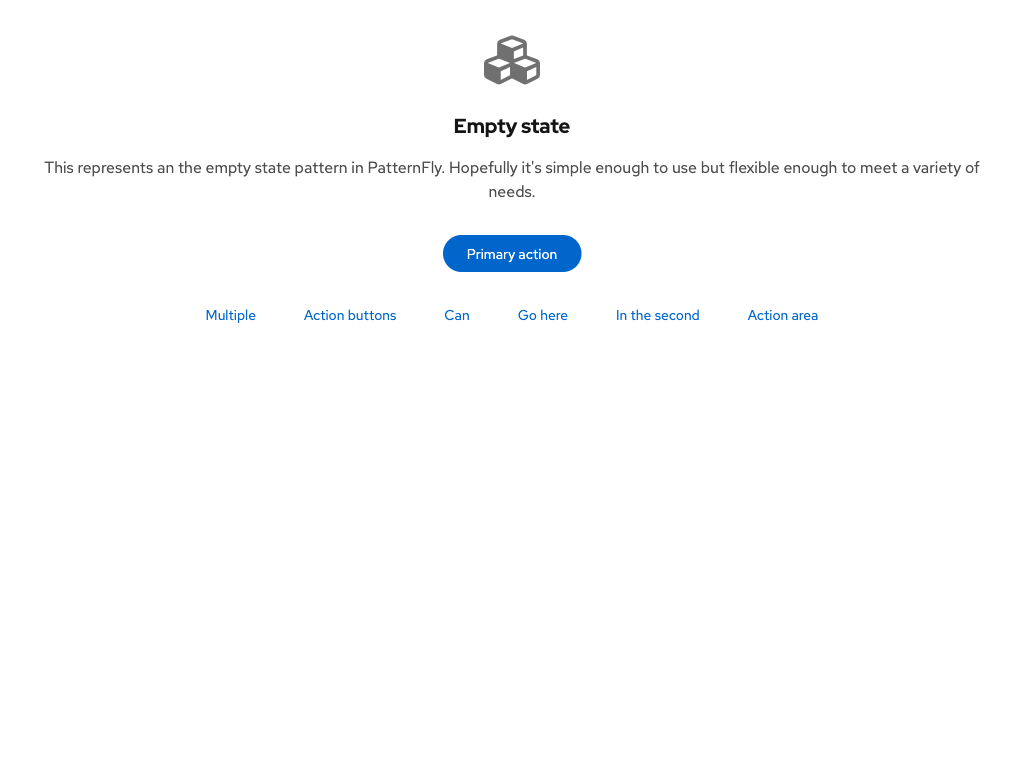 Empty state
This represents an the empty state pattern in PatternFly. Hopefully it's simple enough to use but flexible enough to meet a variety of
needs.
Primary action
Multiple Action buttons Can Go here In the second Action area